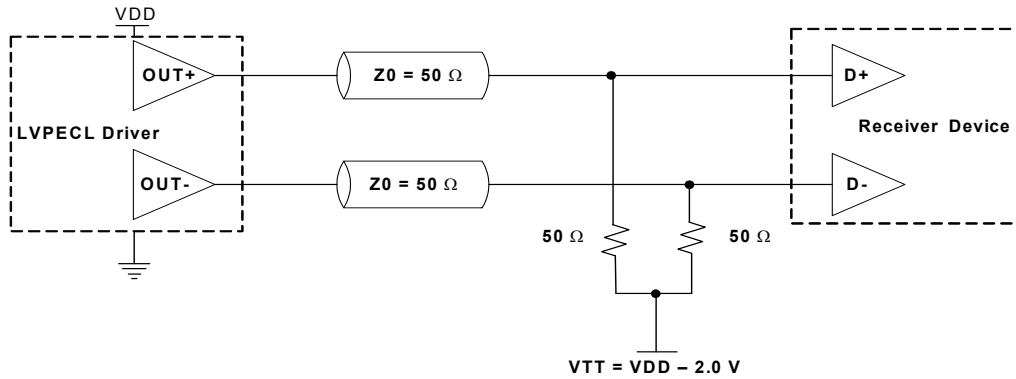 VDD
OUT+
Z0 = 50 Ω
D+
LVPECL Driver
Receiver Device
OUT-
Z0 = 50 Ω
D-
50 Ω
50 Ω
VTT = VDD – 2.0 V